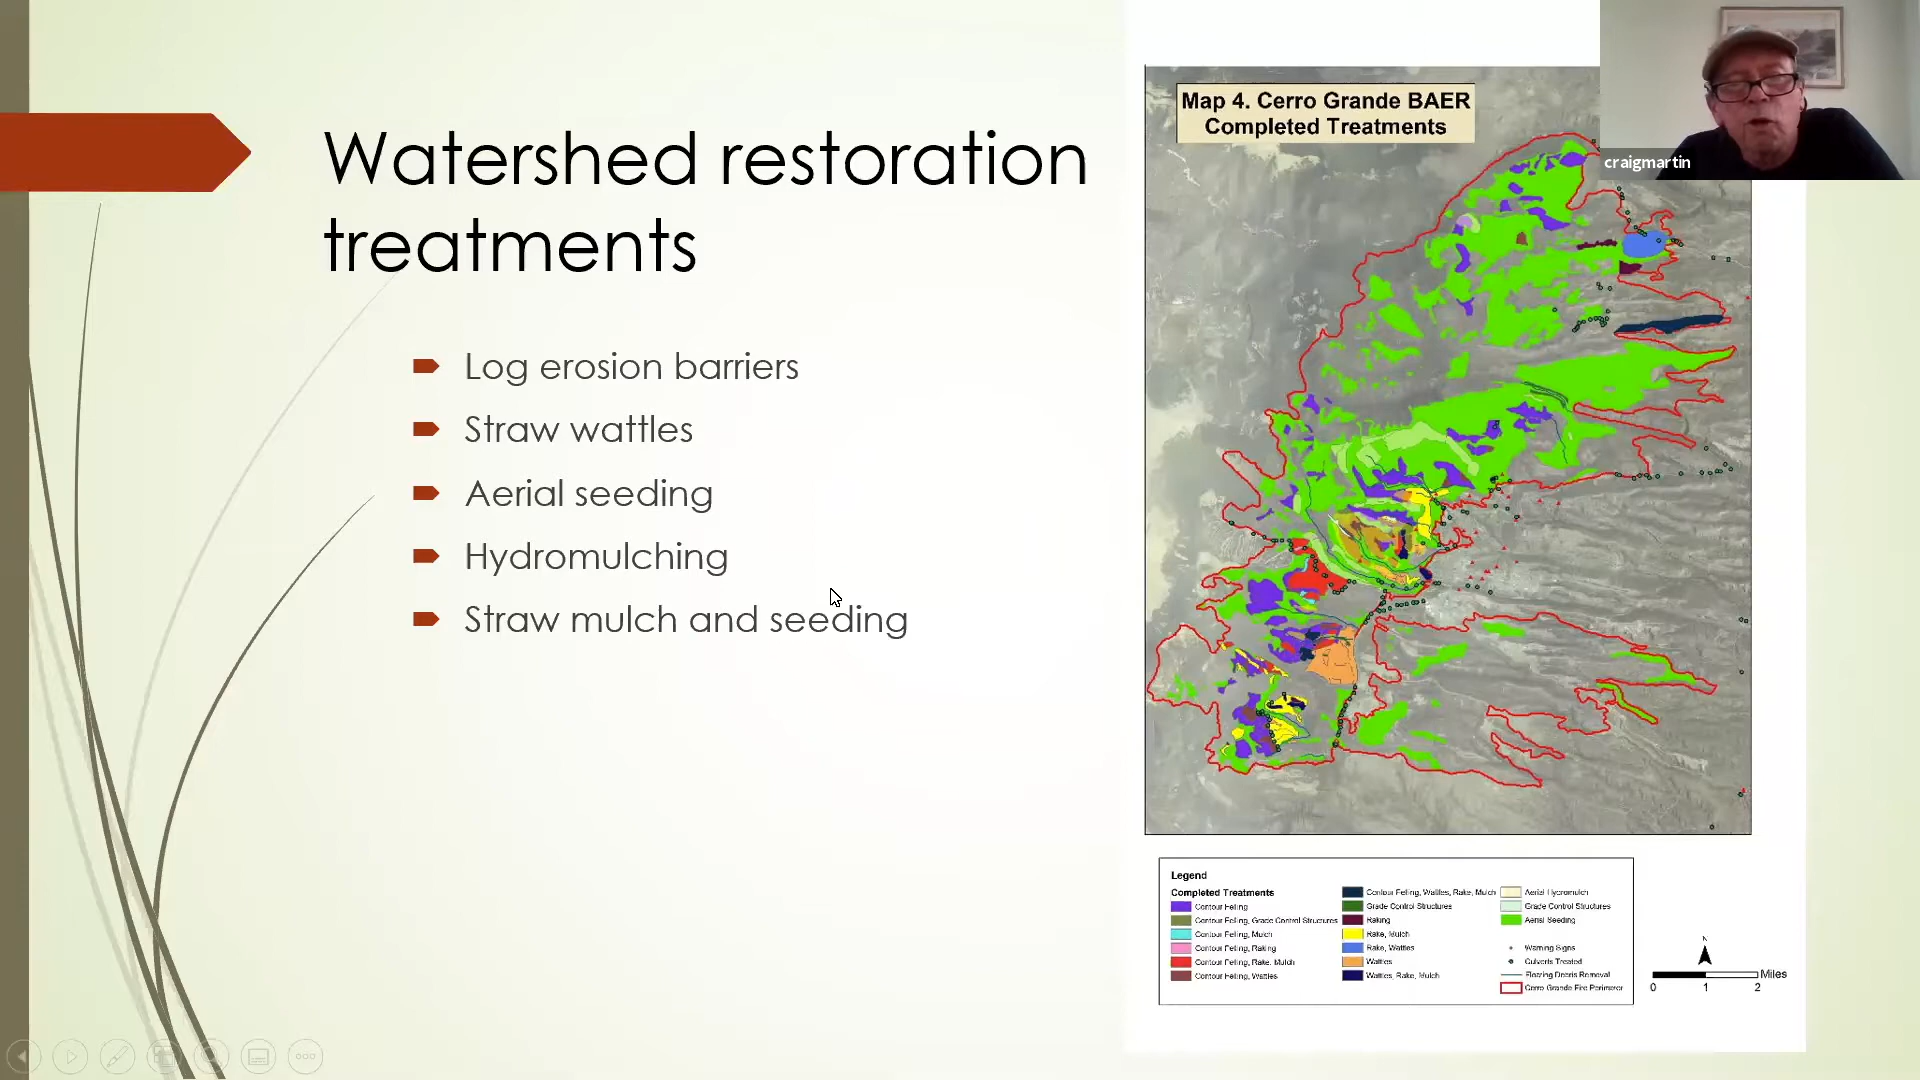 Watershed restoration
treatments
Log erosion barriers
Straw wattles
Aerial seeding
Hydromulching
Straw mulch and seeding
Map 4. Cerro Grande BAER
Completed Treatments
craigmartin
Legend
Completed Treatments
Contour Felling
Contour Felling, Grade Control Structures
Contour Felling, Mulch
Contour Felling, Raking
Contour Felling, Rake, Mulch
Contour Felling, Wattles
Contour Felling, Wattles, Rake, Mulch
Grade Control Structures
Raking
Rake, Mulch
Rake, Wattles
Wattles
Wattles, Rake, Mulch
Aerial Hydromulch
Grade Control Structures
Aerial Seeding
Warning Signs
Culverts Treated
Floating Debris Removal
Cerro Grande Fire Perimeter
N
Miles
0 1 2